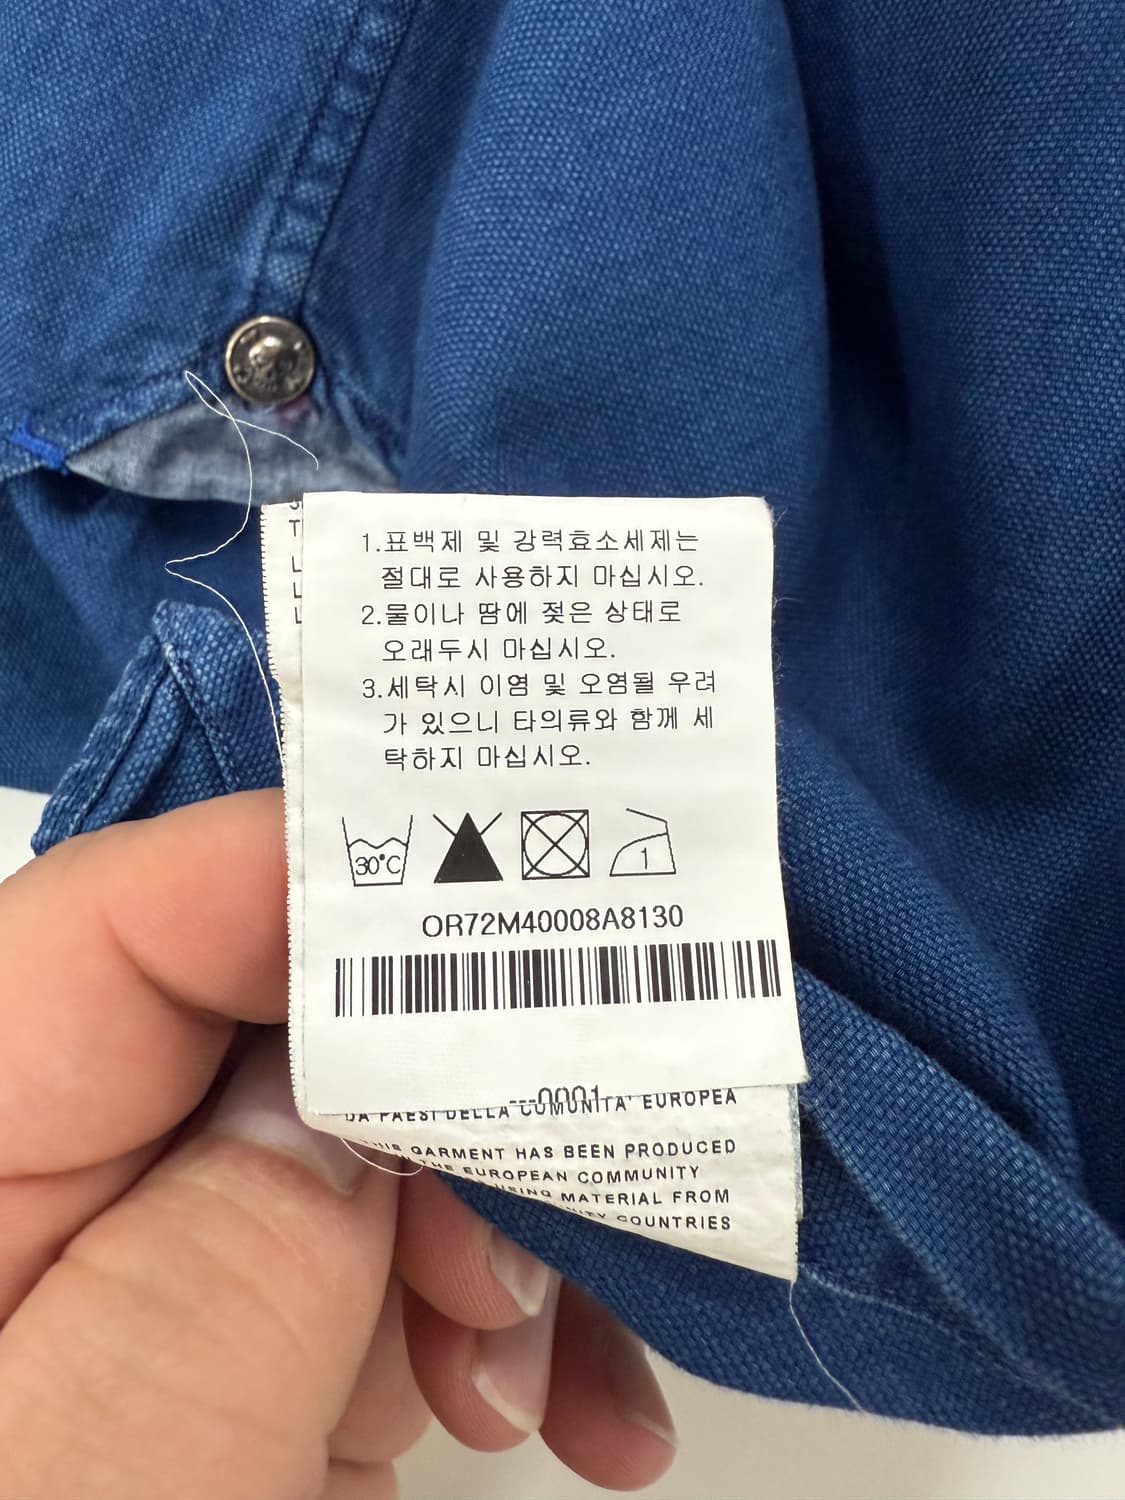 1.표백제 및 강력효소세제는
절대로 사용하지 마십시오.
2.물이나 땀에 젖은 상태로
오래두시 마십시오.
3.세탁시 이염 및 오염될 우려
가 있으니 타의류와 함께 세
탁하지 마십시오.
30°C
1
OR72M40008A8130
---0001---
DA PAESI DELLA COMUNITA' EUROPEA
THIS GARMENT HAS BEEN PRODUCED
IN THE EUROPEAN COMMUNITY
USING MATERIAL FROM
COUNTRIES